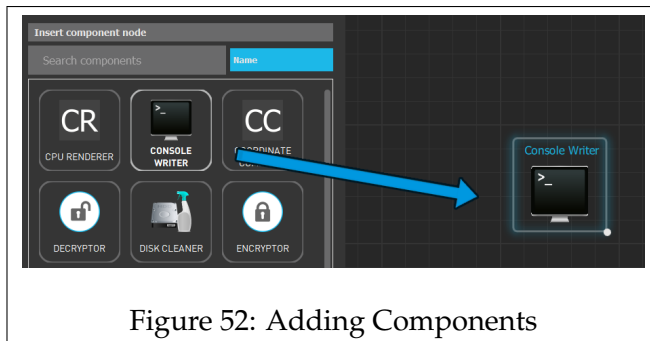 Insert component node
Search components
Name
CR
CC
CPU RENDERER
CONSOLE
WRITER
Console Writer
>_
>_
DECRYPTOR
DISK CLEANER
ENCRYPTOR
Figure 52: Adding Components